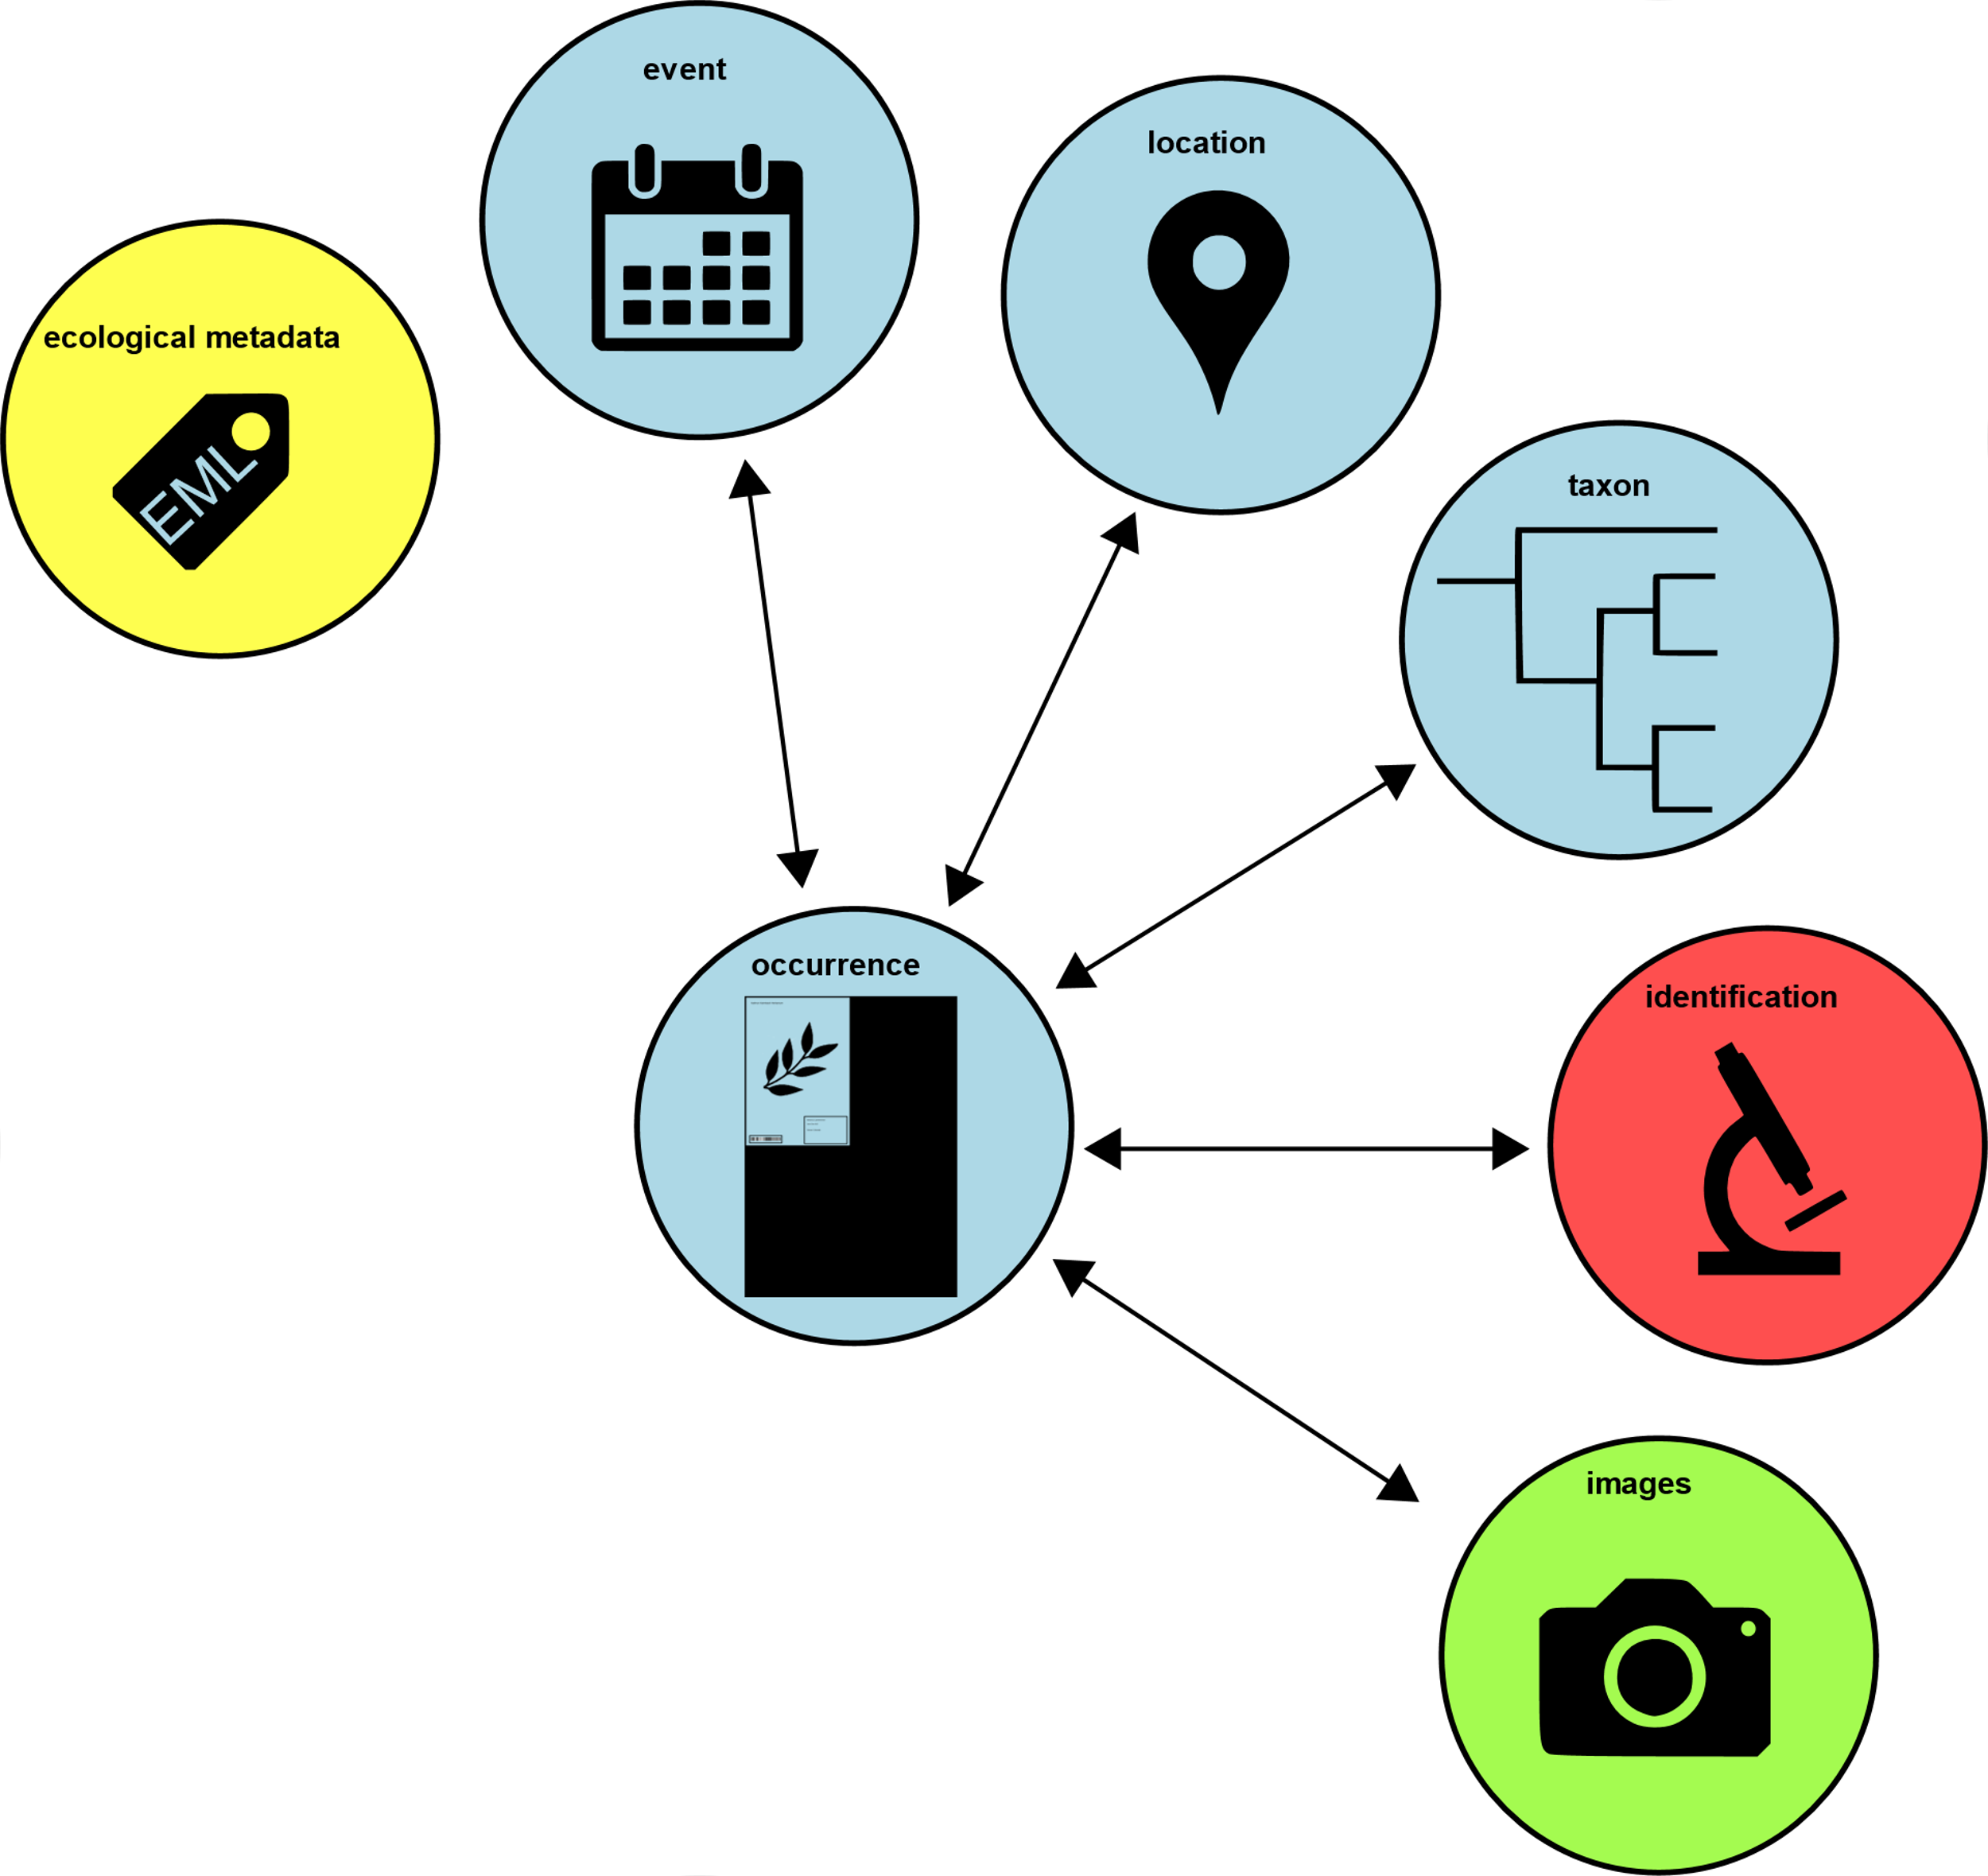 event
location
ecological metadata
EML
taxon
occurrence
identification
images